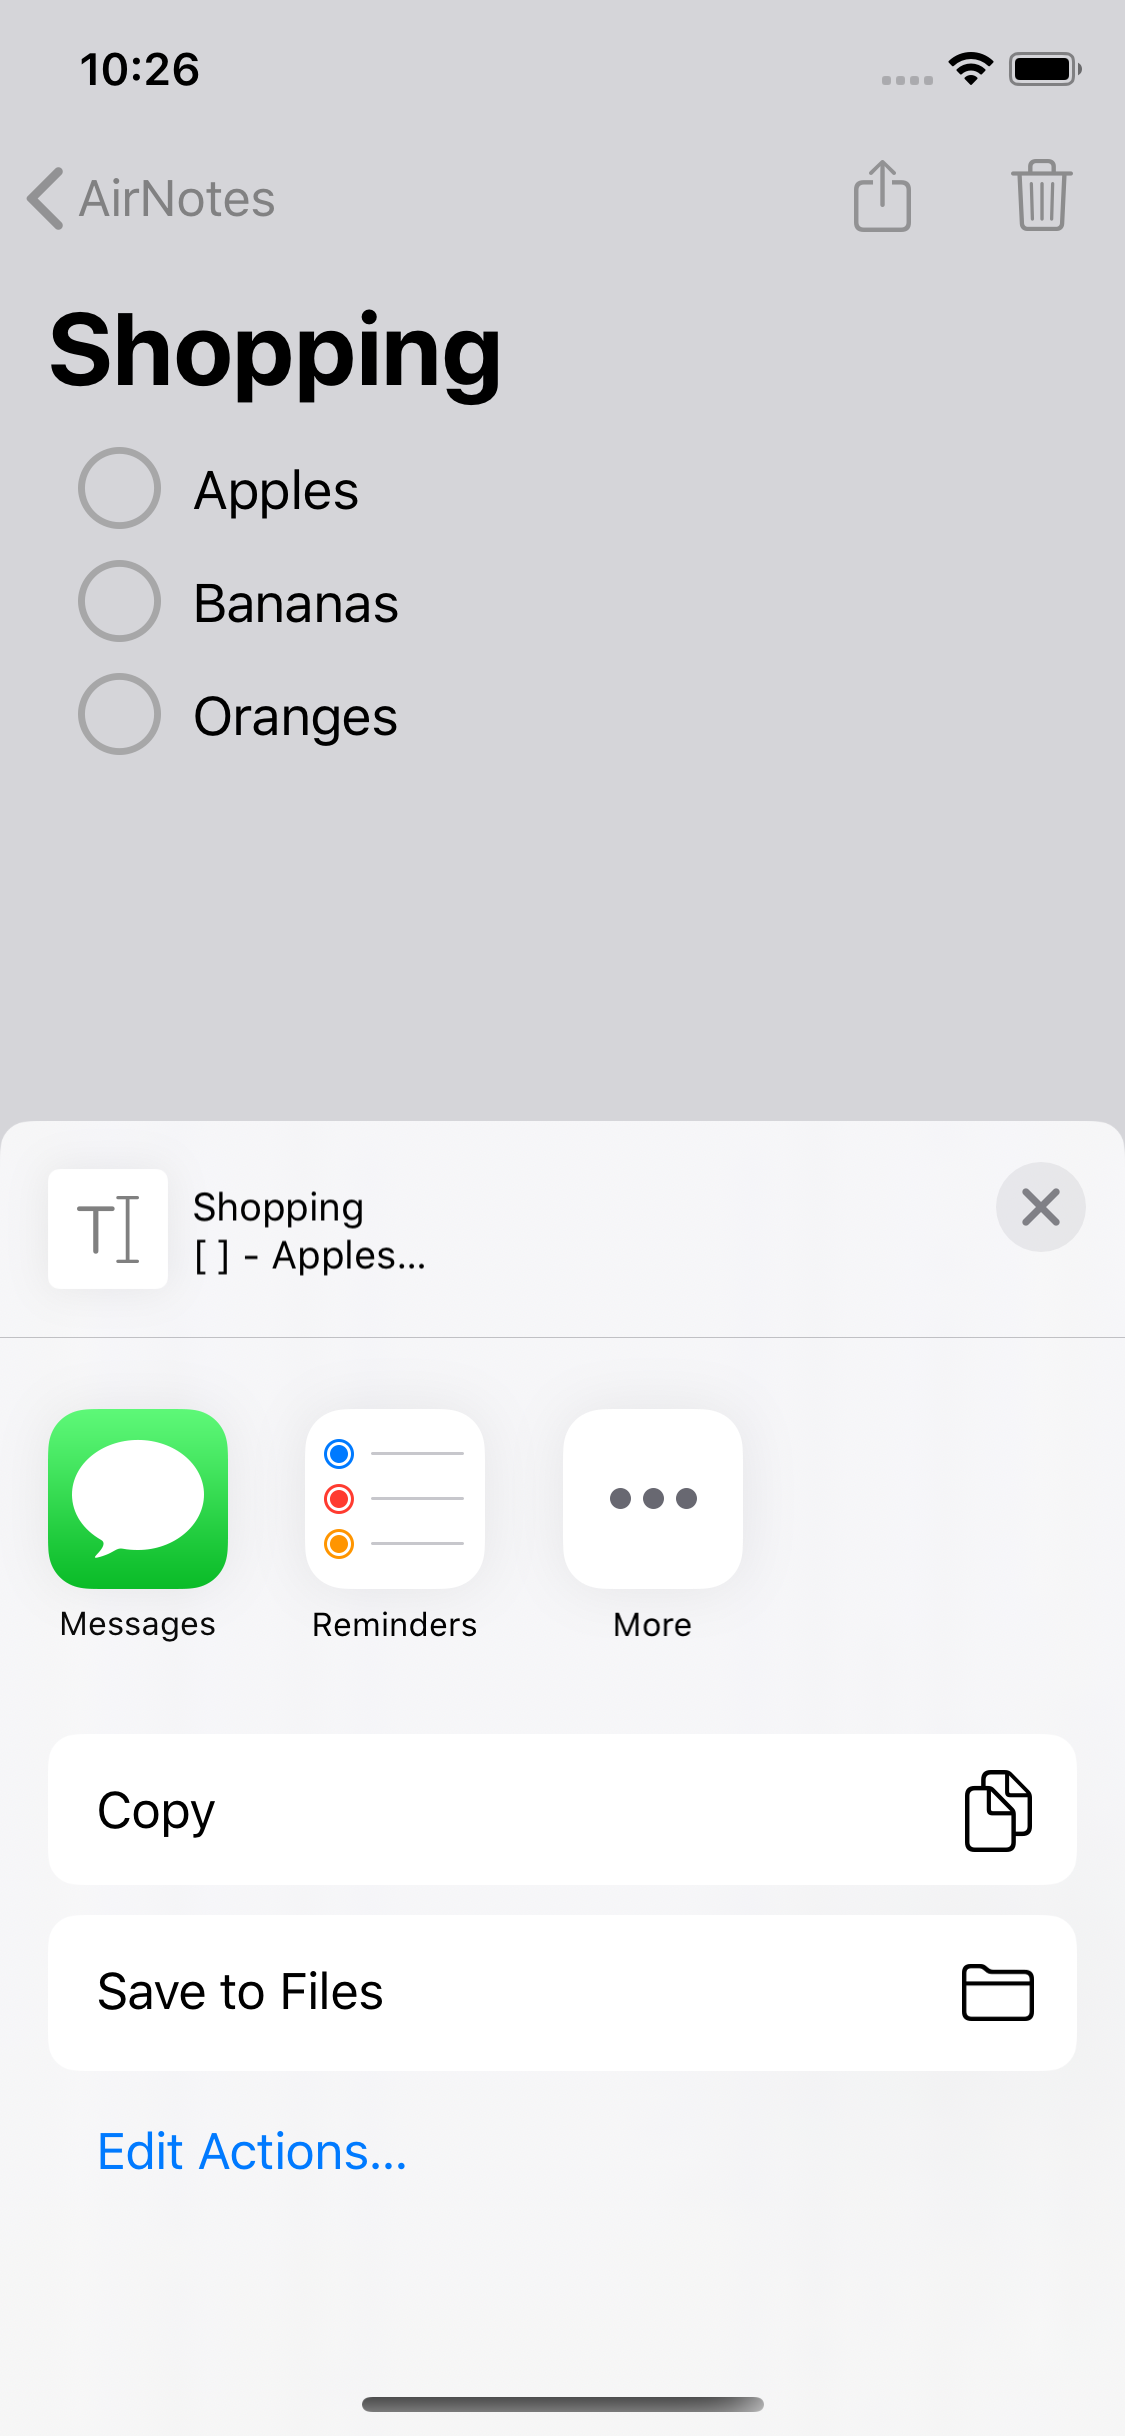 10:26
AirNotes
Shopping
Apples
Bananas
Oranges
Shopping
[ ] - Apples...
Messages
Reminders
More
Copy
Save to Files
Edit Actions...